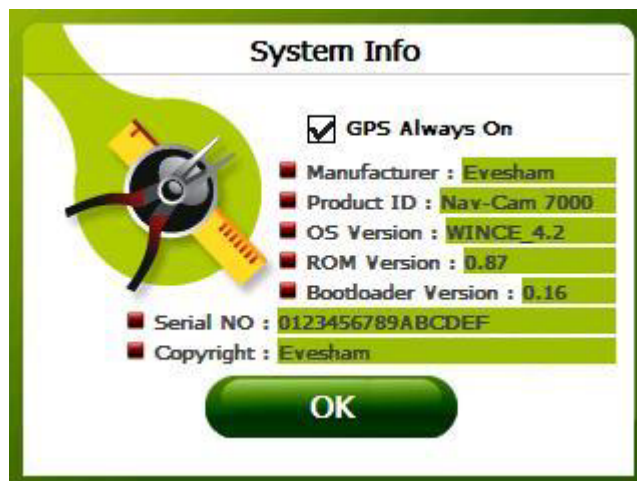 System Info
GPS Always On
Manufacturer : Evesham
Product ID : Nav-Cam 7000
OS Version : WINCE_4.2
ROM Version : 0.87
Bootloader Version : 0.16
Serial NO : 0123456789ABCDEF
Copyright : Evesham
OK